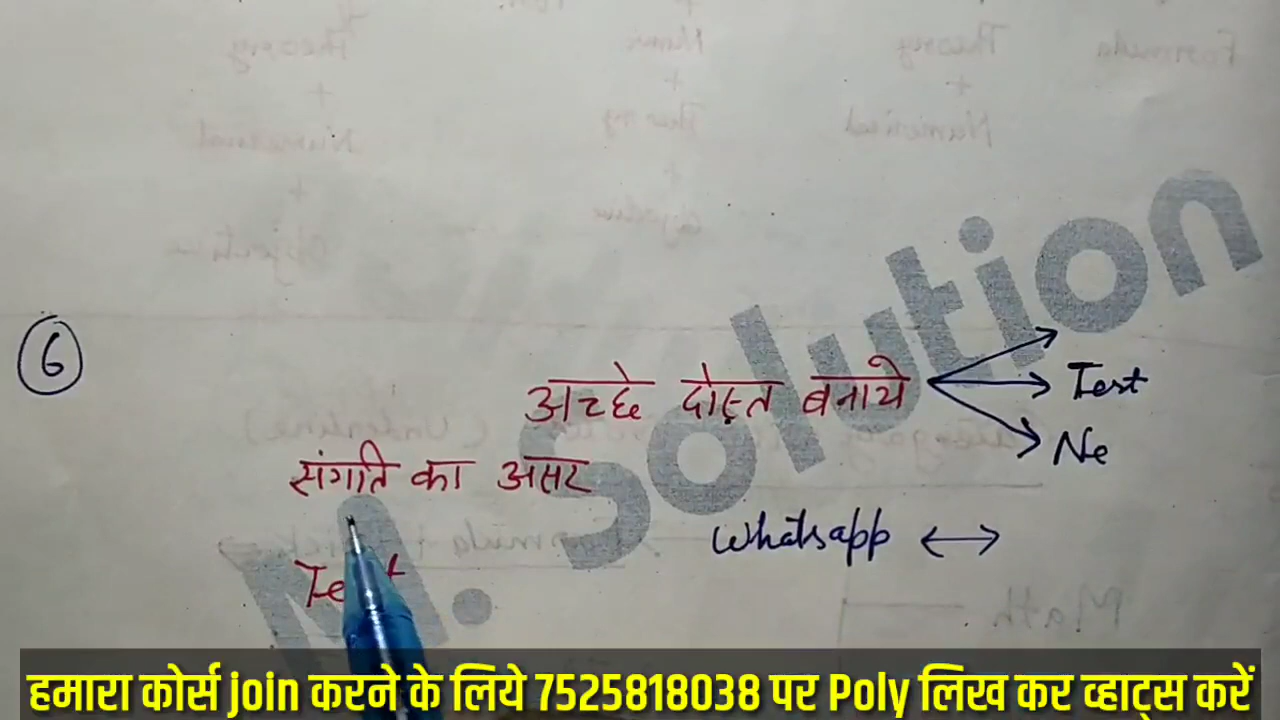 6
अच्छे दोस्त बनाये
Test
Ne
संगति का असर
Whatsapp
M. Solution
हमारा कोर्स join करने के लिये 7525818038 पर Poly लिख कर व्हाट्स करें